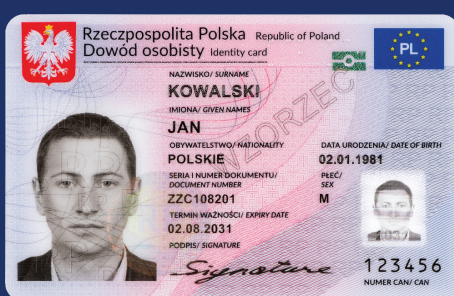 Rzeczpospolita Polska Republic of Poland
Dowód osobisty Identity card
PL
NAZWISKO/ SURNAME
KOWALSKI
IMIONA/ GIVEN NAMES
JAN
OBYWATELSTWO/ NATIONALITY DATA URODZENIA/ DATE OF BIRTH
POLSKIE 02.01.1981
SERIA I NUMER DOKUMENTU/ PŁEĆ/
DOCUMENT NUMBER SEX
ZZC108201 M
TERMIN WAŻNOŚCI/ EXPIRY DATE
02.08.2031
PODPIS/ SIGNATURE
Signature
123456
NUMER CAN/ CAN
WZORZEC